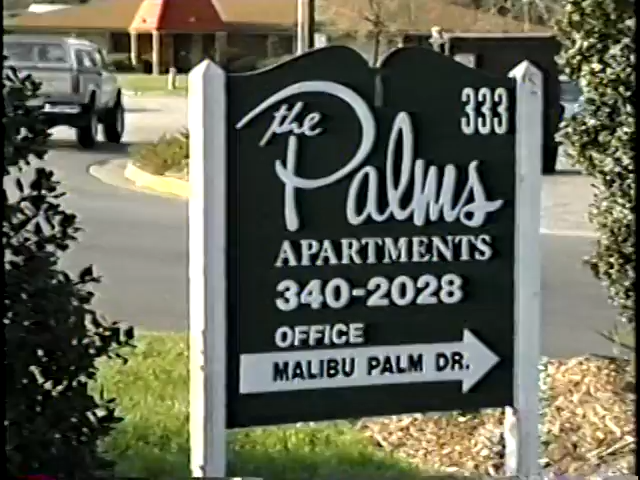 333
the
Palms
APARTMENTS
340-2028
OFFICE
MALIBU PALM DR.